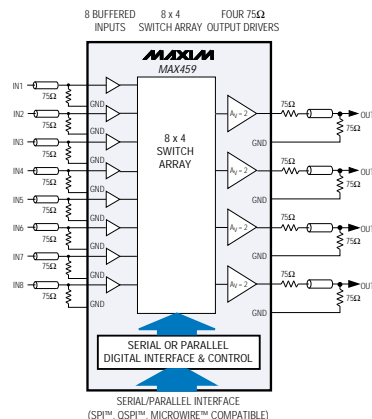 8 BUFFERED INPUTS
8 x 4 SWITCH ARRAY
FOUR 75Ω OUTPUT DRIVERS
MAXIM
MAX459
IN1
75Ω
GND
IN2
75Ω
GND
IN3
75Ω
GND
IN4
75Ω
GND
IN5
75Ω
GND
IN6
75Ω
GND
IN7
75Ω
GND
IN8
75Ω
GND
8 x 4
SWITCH
ARRAY
AV = 2
75Ω
75Ω
GND
OUT
AV = 2
75Ω
75Ω
GND
OUT
AV = 2
75Ω
75Ω
GND
OUT
AV = 2
75Ω
75Ω
GND
OUT
SERIAL OR PARALLEL
DIGITAL INTERFACE & CONTROL
SERIAL/PARALLEL INTERFACE
(SPI™, QSPI™, MICROWIRE™ COMPATIBLE)